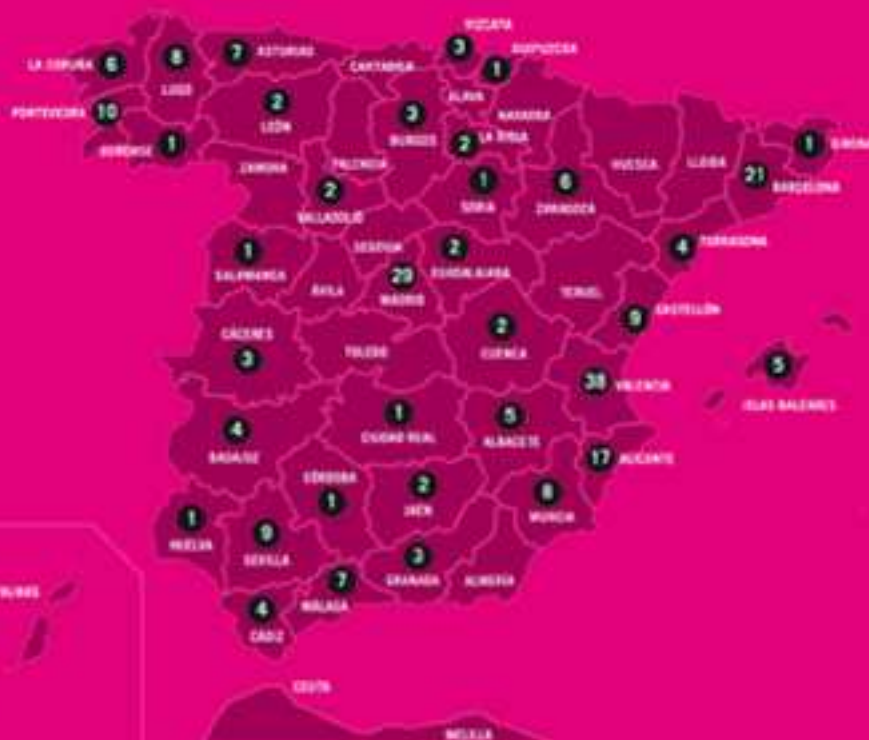 VIZCAYA
3
GUIPUZCOA
1
LA CORUÑA
6
8
LUGO
7
ASTURIAS
CANTABRIA
ALAVA
NAVARRA
PONTEVEDRA
10
2
LEÓN
3
BURGOS
2
LA RIOJA
OURENSE
1
ZAMORA
PALENCIA
HUESCA
LLEIDA
1
GIRONA
21
BARCELONA
2
VALLADOLID
1
SORIA
6
ZARAGOZA
1
SALAMANCA
SEGOVIA
2
GUADALAJARA
4
TARRAGONA
ÁVILA
29
MADRID
TERUEL
9
CASTELLÓN
CÁCERES
3
TOLEDO
2
CUENCA
38
VALENCIA
5
ISLAS BALEARES
4
BADAJOZ
1
CIUDAD REAL
5
ALBACETE
17
ALICANTE
CÓRDOBA
1
2
JAÉN
8
MURCIA
1
HUELVA
9
SEVILLA
3
GRANADA
ALMERÍA
7
MÁLAGA
4
CÁDIZ
CEUTA
MELILLA